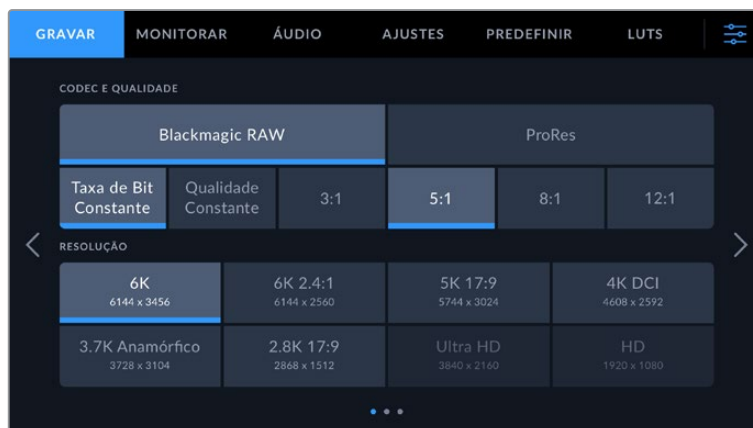 GRAVAR MONITORAR ÁUDIO AJUSTES PREDEFINIR LUTS
CODEC E QUALIDADE
Blackmagic RAW ProRes
Taxa de Bit Constante Qualidade Constante 3:1 5:1 8:1 12:1
RESOLUÇÃO
6K 6K 2.4:1 5K 17:9 4K DCI
6144 x 3456 6144 x 2560 5744 x 3024 4608 x 2592
3.7K Anamórfico 2.8K 17:9 Ultra HD HD
3728 x 3104 2868 x 1512 3840 x 2160 1920 x 1080